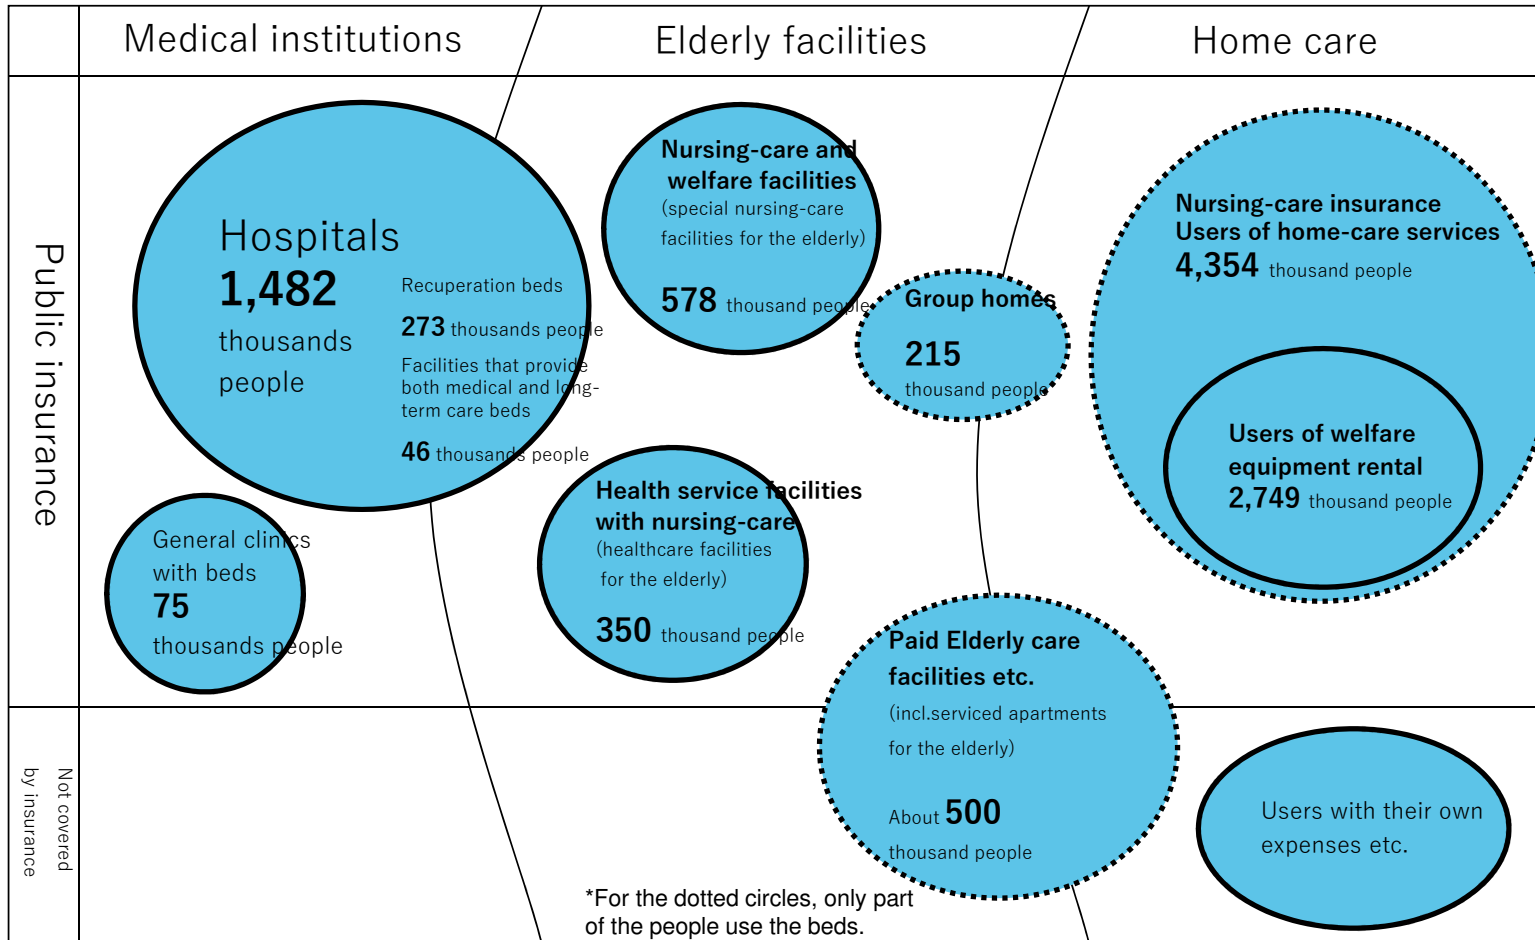 Medical institutions
Elderly facilities
Home care
Public insurance
Hospitals
1,482
thousands
people
Recuperation beds
273 thousands people
Facilities that provide
both medical and long-
term care beds
46 thousands people
General clinics
with beds
75
thousands people
Nursing-care and
welfare facilities
(special nursing-care
facilities for the elderly)
578 thousand people
Group homes
215
thousand people
Health service facilities
with nursing-care
(healthcare facilities
for the elderly)
350 thousand people
Nursing-care insurance
Users of home-care services
4,354 thousand people
Users of welfare
equipment rental
2,749 thousand people
Paid Elderly care
facilities etc.
(incl.serviced apartments
for the elderly)
About 500
thousand people
Not covered
by insurance
Users with their own
expenses etc.
*For the dotted circles, only part
of the people use the beds.